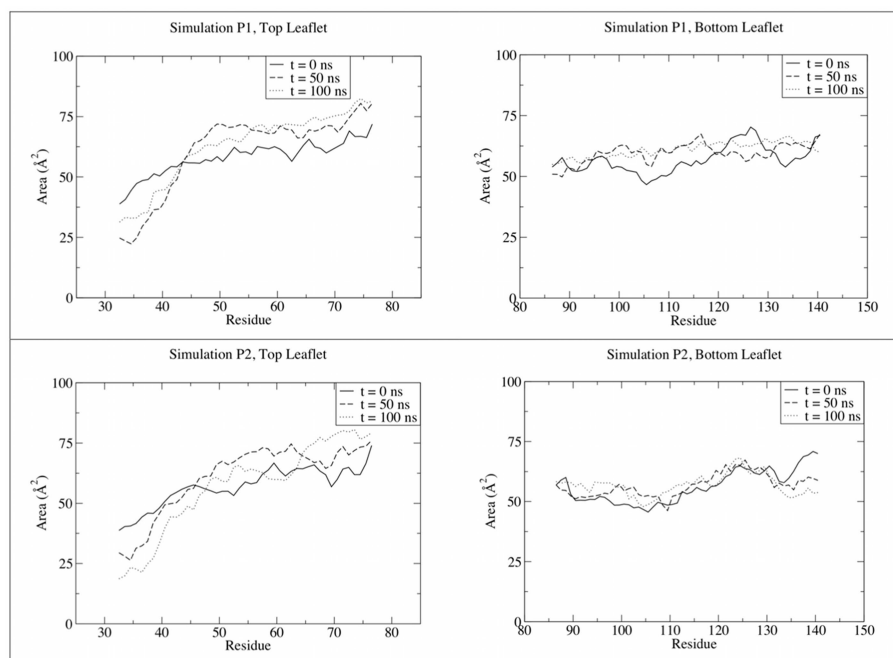 Simulation P1, Top Leaflet
100
75
50
25
0
Area (Å²)
30 40 50 60 70 80
Residue
t = 0 ns
t = 50 ns
t = 100 ns
Simulation P1, Bottom Leaflet
100
75
50
25
0
Area (Å²)
80 90 100 110 120 130 140 150
Residue
t = 0 ns
t = 50 ns
t = 100 ns
Simulation P2, Top Leaflet
100
75
50
25
0
Area (Å²)
30 40 50 60 70 80
Residue
t = 0 ns
t = 50 ns
t = 100 ns
Simulation P2, Bottom Leaflet
100
75
50
25
0
Area (Å²)
80 90 100 110 120 130 140 150
Residue
t = 0 ns
t = 50 ns
t = 100 ns